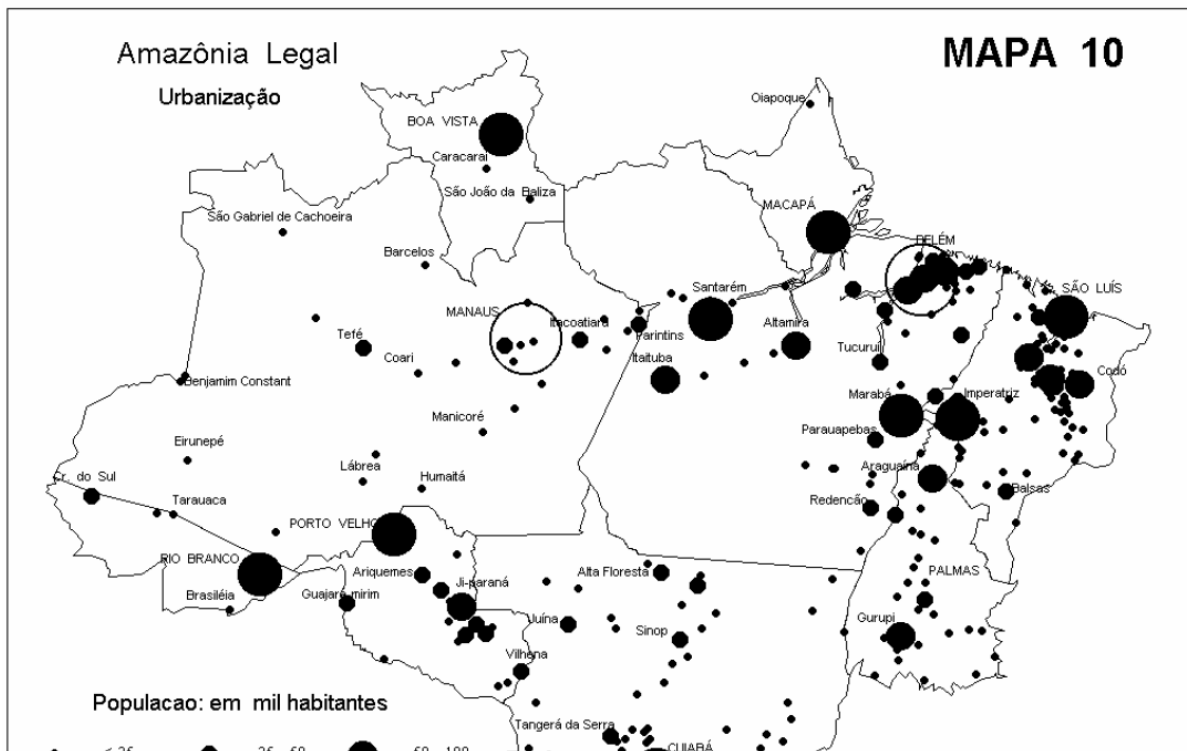 Amazônia Legal
MAPA 10
Urbanização
Oiapoque
BOA VISTA
Caracarai
São João da Baliza
MACAPÁ
São Gabriel de Cachoeira
BELÉM
Barcelos
Santarém
SÃO LUÍS
MANAUS
Itacoatiara
Parintins
Altamira
Tefé
Itaituba
Tucurui
Coari
Benjamim Constant
Codó
Marabá
Imperatriz
Manicoré
Parauapebas
Eirunepé
Lábrea
Humaitá
Araguaína
Cr. do Sul
Balsas
Redencão
Tarauaca
PORTO VELHO
RIO BRANCO
Ariquemes
Alta Floresta
PALMAS
Ji-paraná
Brasiléia
Guajará mirim
Juína
Sinop
Gurupi
Vilhena
Populacao: em mil habitantes
Tangerá da Serra
CUIABÁ